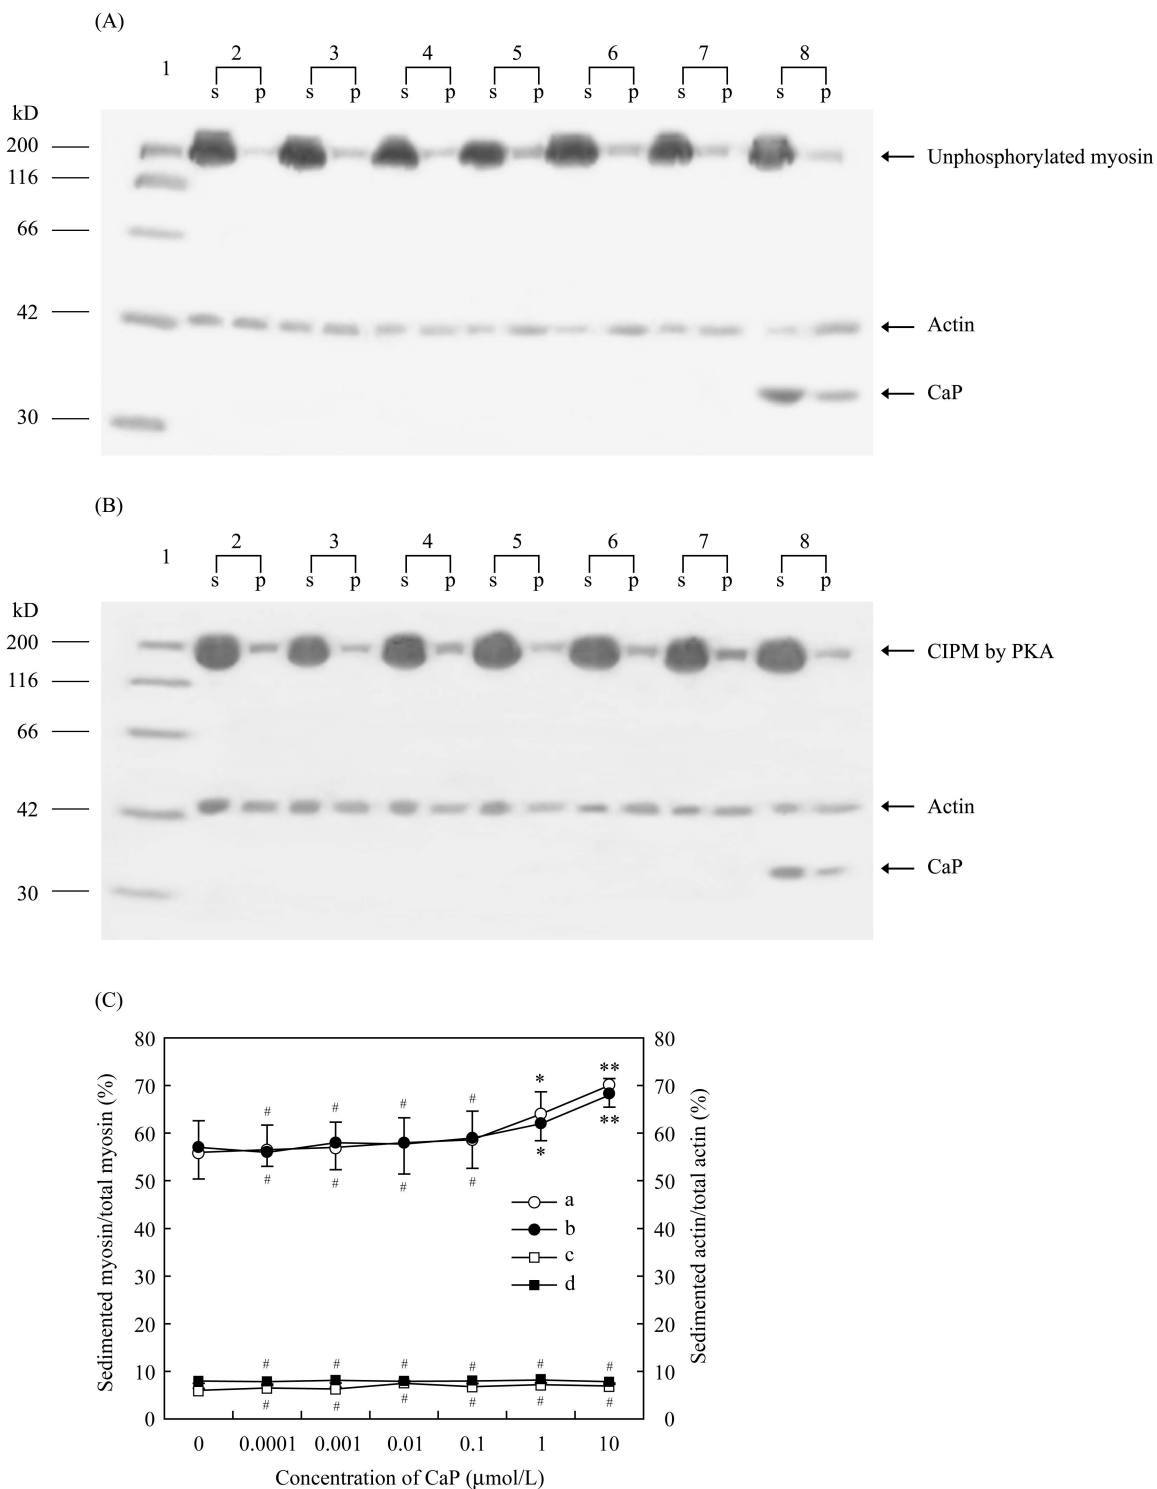 (A)
1 2 3 4 5 6 7 8
s p s p s p s p s p s p s p
kD
200
116
66
42
30
Unphosphorylated myosin
Actin
CaP
(B)
1 2 3 4 5 6 7 8
s p s p s p s p s p s p s p
kD
200
116
66
42
30
CIPM by PKA
Actin
CaP
(C)
Sedimented myosin/total myosin (%)
80
70
60
50
40
30
20
10
0
80
70
60
50
40
30
20
10
0
Sedimented actin/total actin (%)
# # # # * **
# # # # * **
a
b
c
d
# # # # # #
# # # # # #
0 0.0001 0.001 0.01 0.1 1 10
Concentration of CaP (μmol/L)